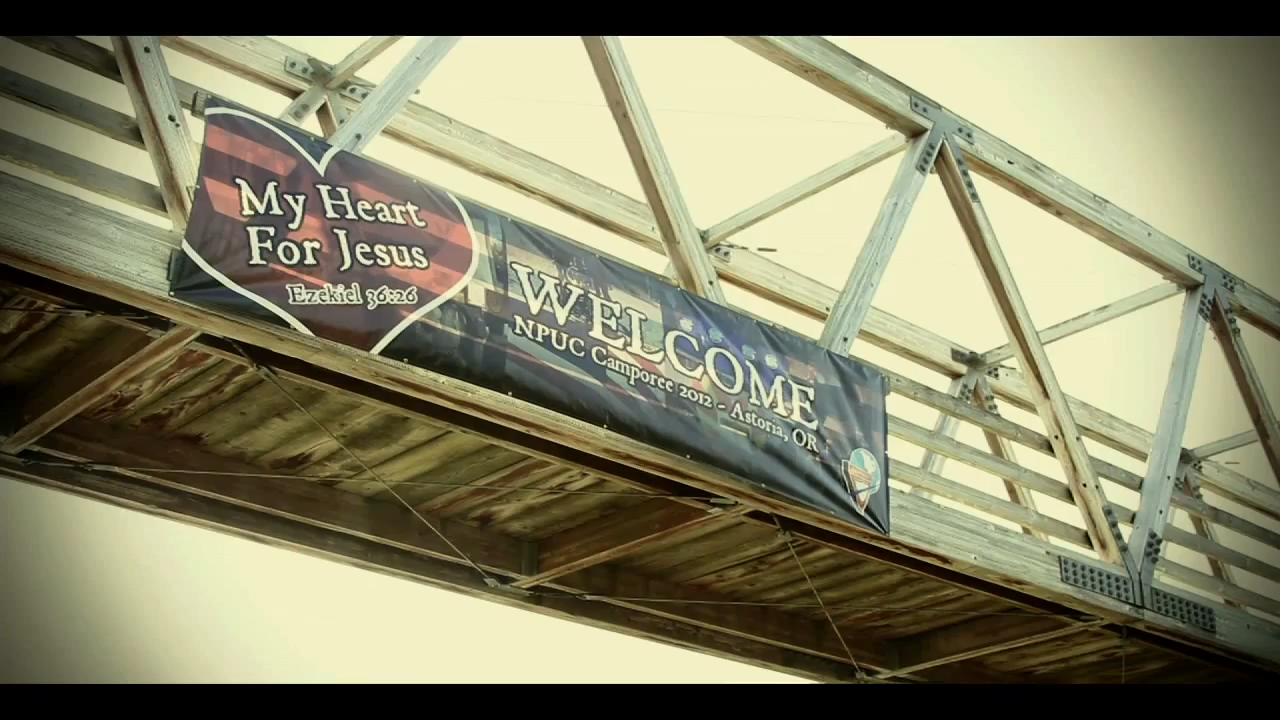 My Heart
For Jesus
Ezekiel 36:26
WELCOME
NPUC Camporee 2012 - Astoria, OR